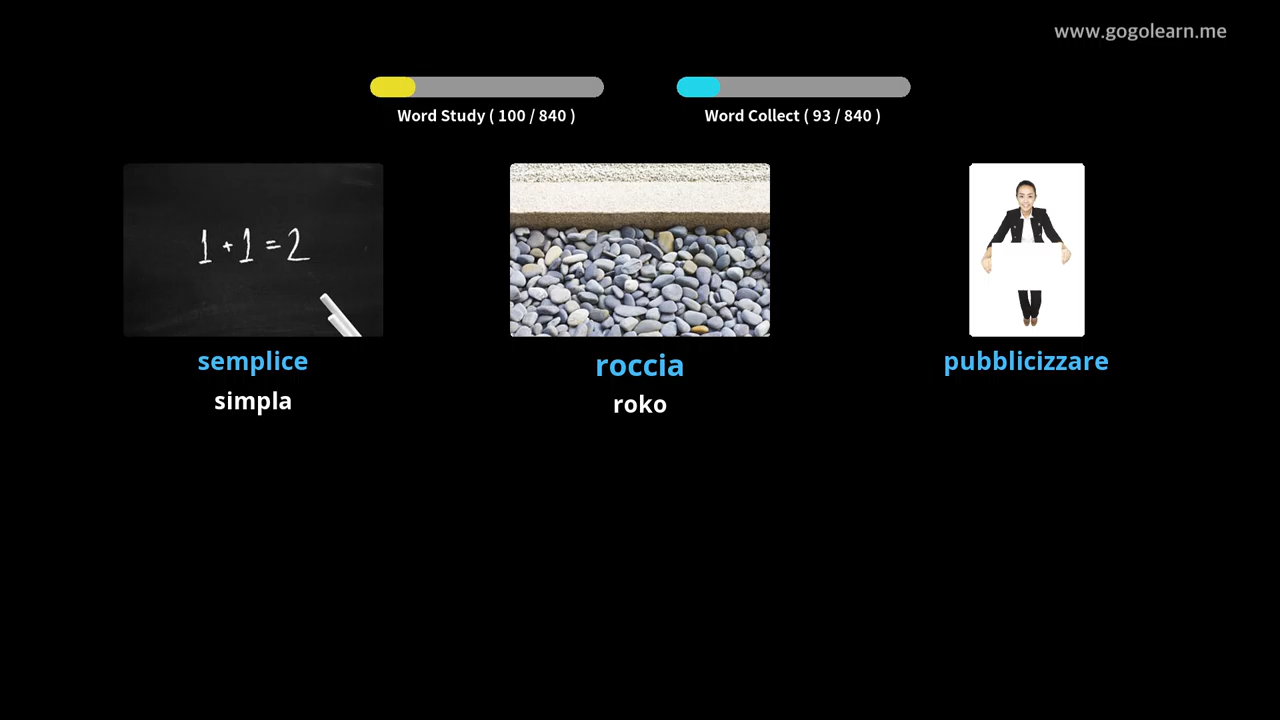 www.gogolearn.me
Word Study ( 100 / 840 )
Word Collect ( 93 / 840 )
1 + 1 = 2
semplice
simpla
roccia
roko
pubblicizzare